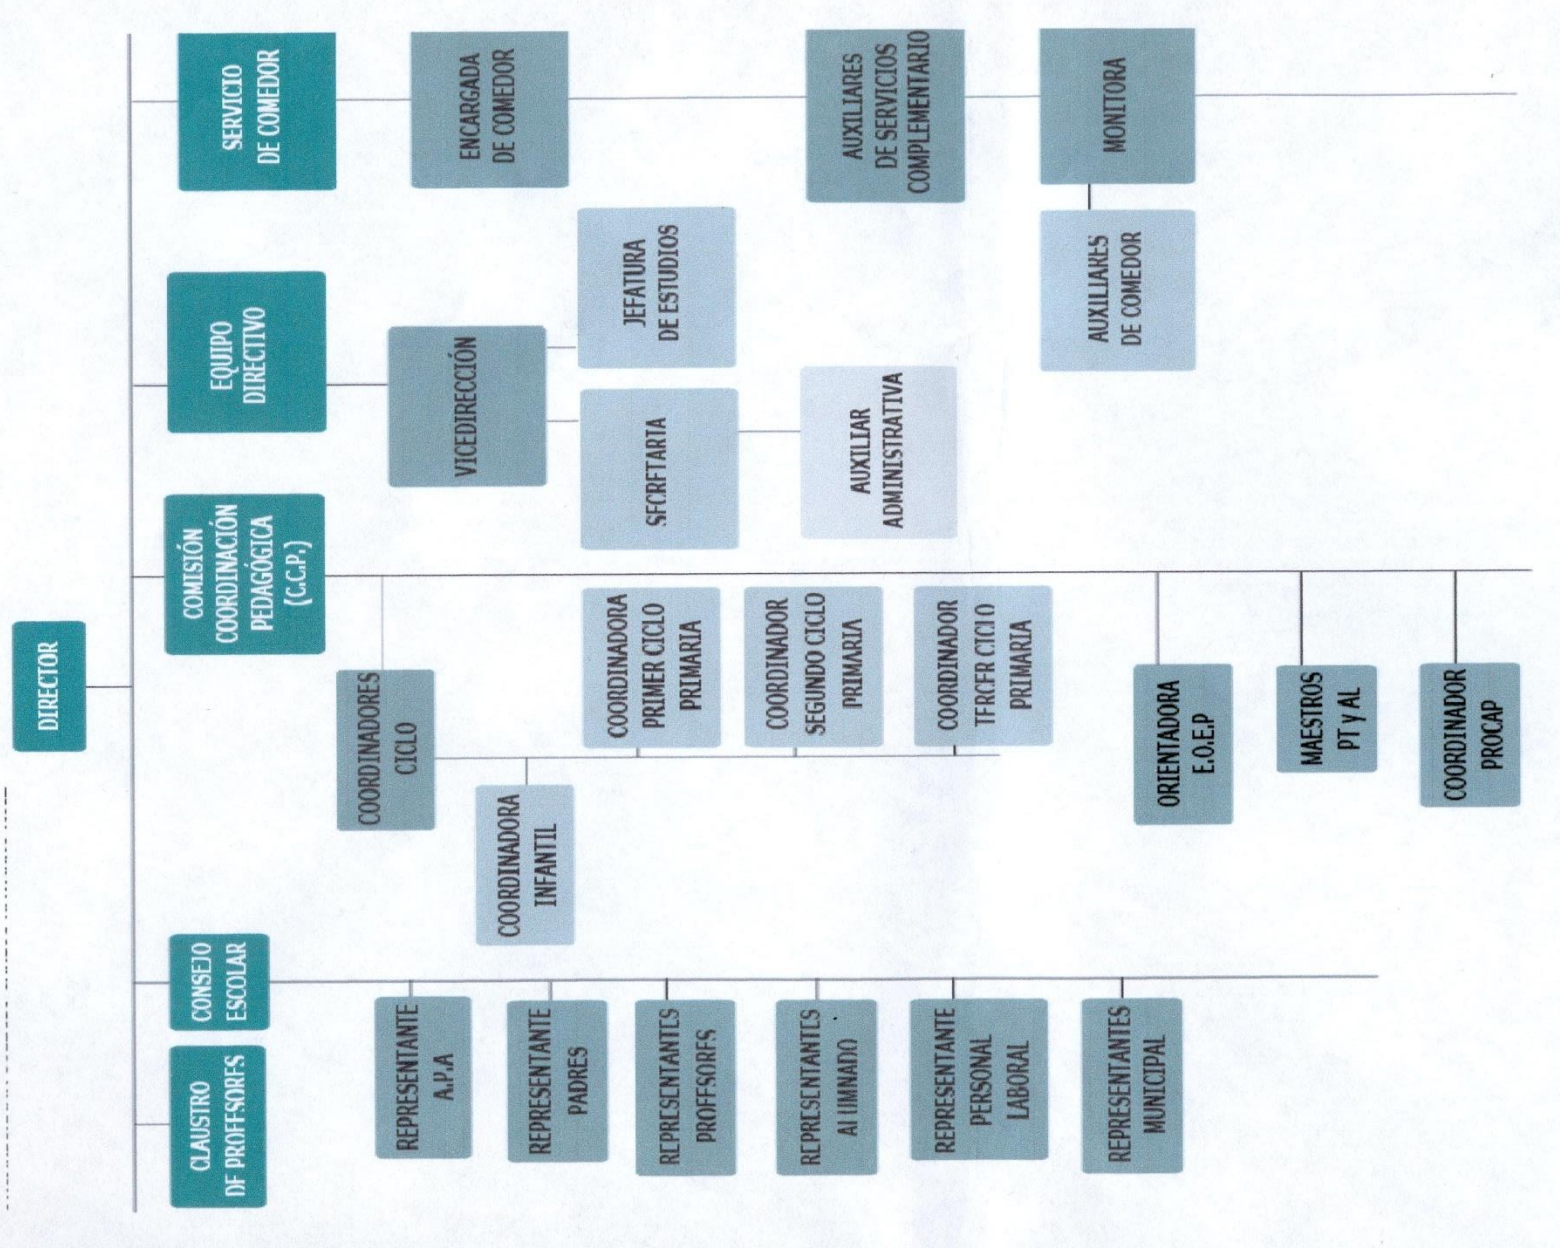 DIRECTOR
CLAUSTRO
DE PROFESORES
CONSEJO
ESCOLAR
REPRESENTANTE
A.P.A
REPRESENTANTE
PADRES
REPRESENTANTES
PROFESORES
REPRESENTANTES
ALUMNADO
REPRESENTANTE
PERSONAL
LABORAL
REPRESENTANTES
MUNICIPAL
COMISIÓN
COORDINACIÓN
PEDAGÓGICA
(C.C.P.)
COORDINADORES
CICLO
COORDINADORA
INFANTIL
COORDINADORA
PRIMER CICLO
PRIMARIA
COORDINADOR
SEGUNDO CICLO
PRIMARIA
COORDINADOR
TERCER CICLO
PRIMARIA
ORIENTADORA
E.O.E.P
MAESTROS
PT y AL
COORDINADOR
PROCAP
EQUIPO
DIRECTIVO
VICEDIRECCIÓN
SECRETARIA
JEFATURA
DE ESTUDIOS
AUXILIAR
ADMINISTRATIVA
SERVICIO
DE COMEDOR
ENCARGADA
DE COMEDOR
AUXILIARES
DE SERVICIOS
COMPLEMENTARIO
MONITORA
AUXILIARES
DE COMEDOR